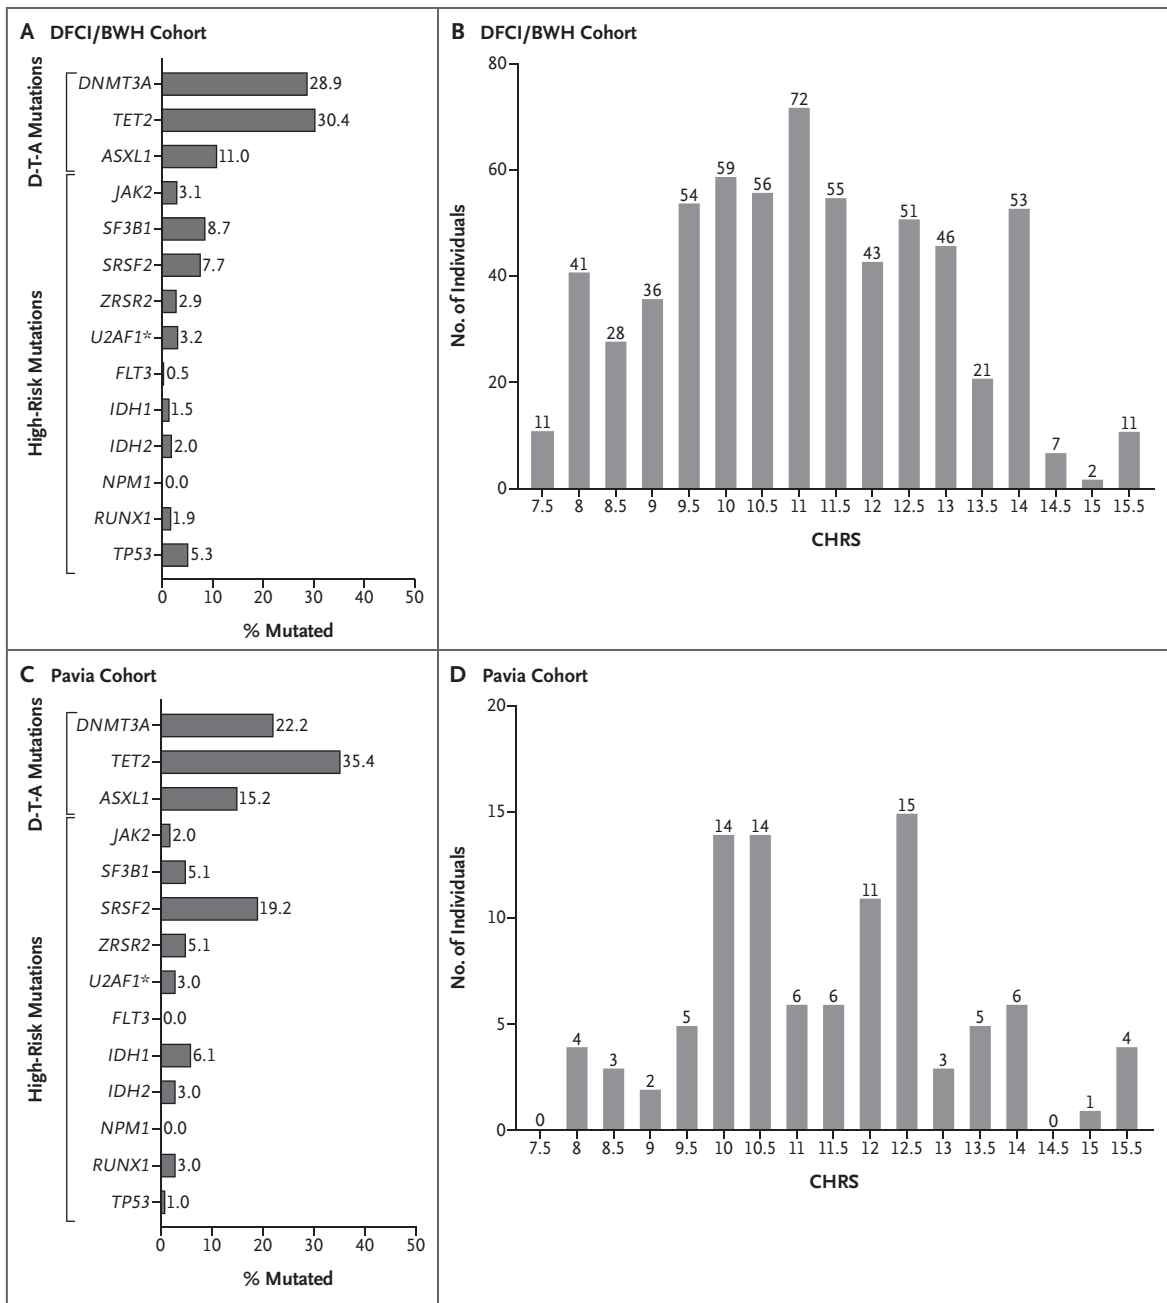 A DFCI/BWH Cohort
D-T-A Mutations
High-Risk Mutations
DNMT3A 28.9
TET2 30.4
ASXL1 11.0
JAK2 3.1
SF3B1 8.7
SRSF2 7.7
ZRSR2 2.9
U2AF1* 3.2
FLT3 0.5
IDH1 1.5
IDH2 2.0
NPM1 0.0
RUNX1 1.9
TP53 5.3
0 10 20 30 40 50
% Mutated
B DFCI/BWH Cohort
No. of Individuals
80
60
40
20
0
11 41 28 36 54 59 56 72 55 43 51 46 21 53 7 2 11
7.5 8 8.5 9 9.5 10 10.5 11 11.5 12 12.5 13 13.5 14 14.5 15 15.5
CHRS
C Pavia Cohort
D-T-A Mutations
High-Risk Mutations
DNMT3A 22.2
TET2 35.4
ASXL1 15.2
JAK2 2.0
SF3B1 5.1
SRSF2 19.2
ZRSR2 5.1
U2AF1* 3.0
FLT3 0.0
IDH1 6.1
IDH2 3.0
NPM1 0.0
RUNX1 3.0
TP53 1.0
0 10 20 30 40 50
% Mutated
D Pavia Cohort
No. of Individuals
20
15
10
5
0
0 4 3 2 5 14 14 6 6 11 15 3 5 6 0 1 4
7.5 8 8.5 9 9.5 10 10.5 11 11.5 12 12.5 13 13.5 14 14.5 15 15.5
CHRS